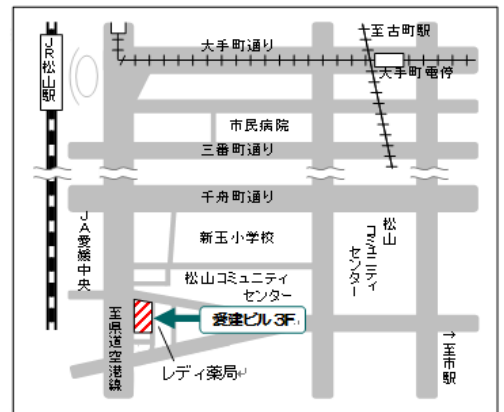 至古町駅
大手町通り
JR松山駅
大手町電停
市民病院
三番町通り
千舟町通り
JA愛媛中央
新玉小学校
松山
コミュニティ
センター
松山コミュニティ
センター
至県道空港線
愛建ビル3F
レディ薬局
→至市駅